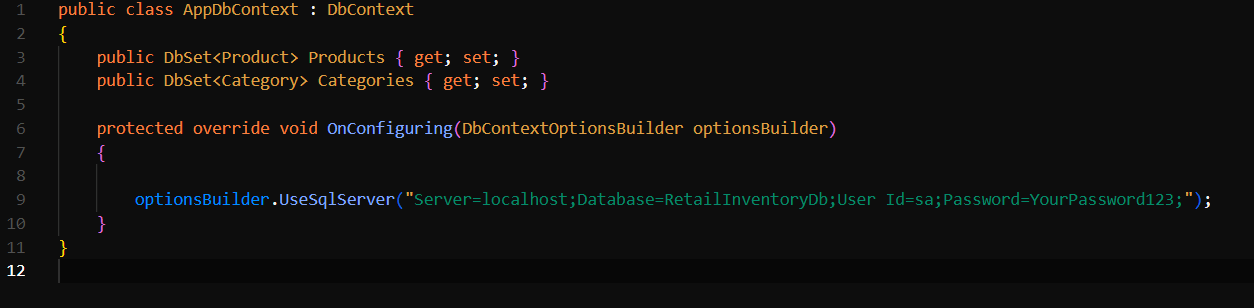 1 public class AppDbContext : DbContext
2 {
3 public DbSet<Product> Products { get; set; }
4 public DbSet<Category> Categories { get; set; }
5
6 protected override void OnConfiguring(DbContextOptionsBuilder optionsBuilder)
7 {
8
9 optionsBuilder.UseSqlServer("Server=localhost;Database=RetailInventoryDb;User Id=sa;Password=YourPassword123;");
10 }
11 }
12